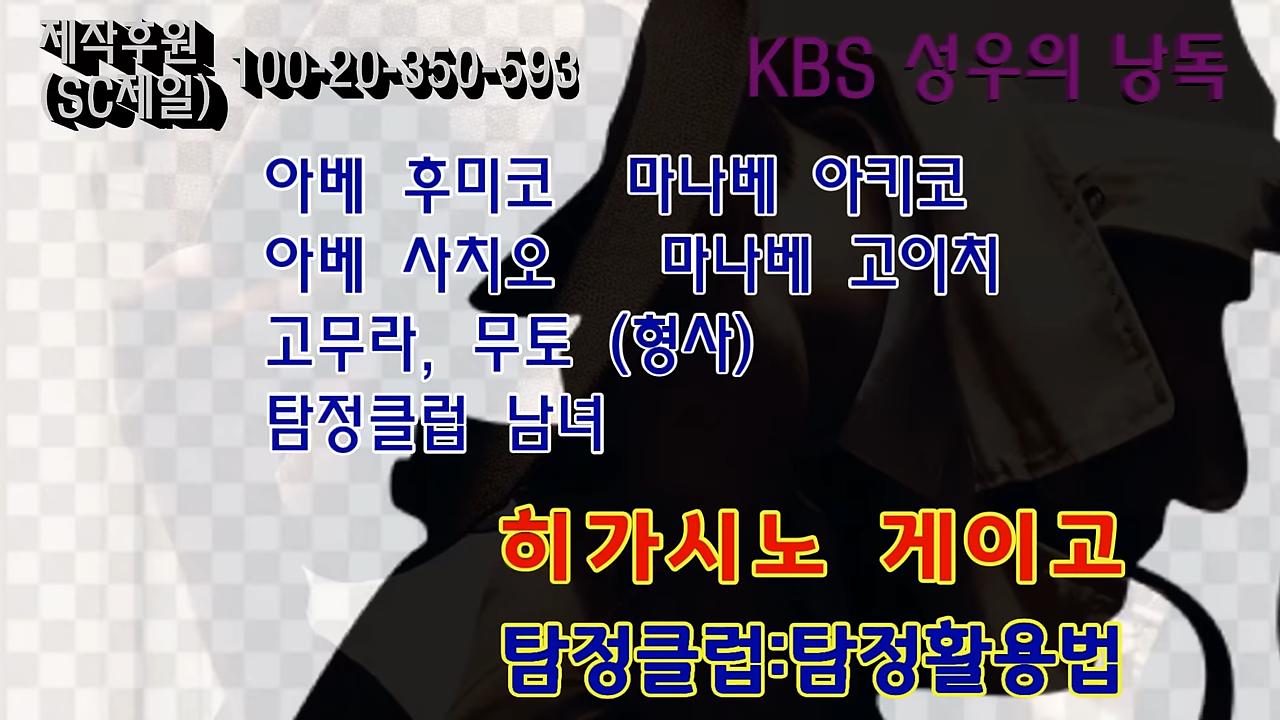 제작후원
(SC제일) 100-20-350-593
KBS 성우의 낭독
아베 후미코 마나베 아키코
아베 사치오 마나베 고이치
고무라, 무토 (형사)
탐정클럽 남녀
히가시노 게이고
탐정클럽:탐정활용법